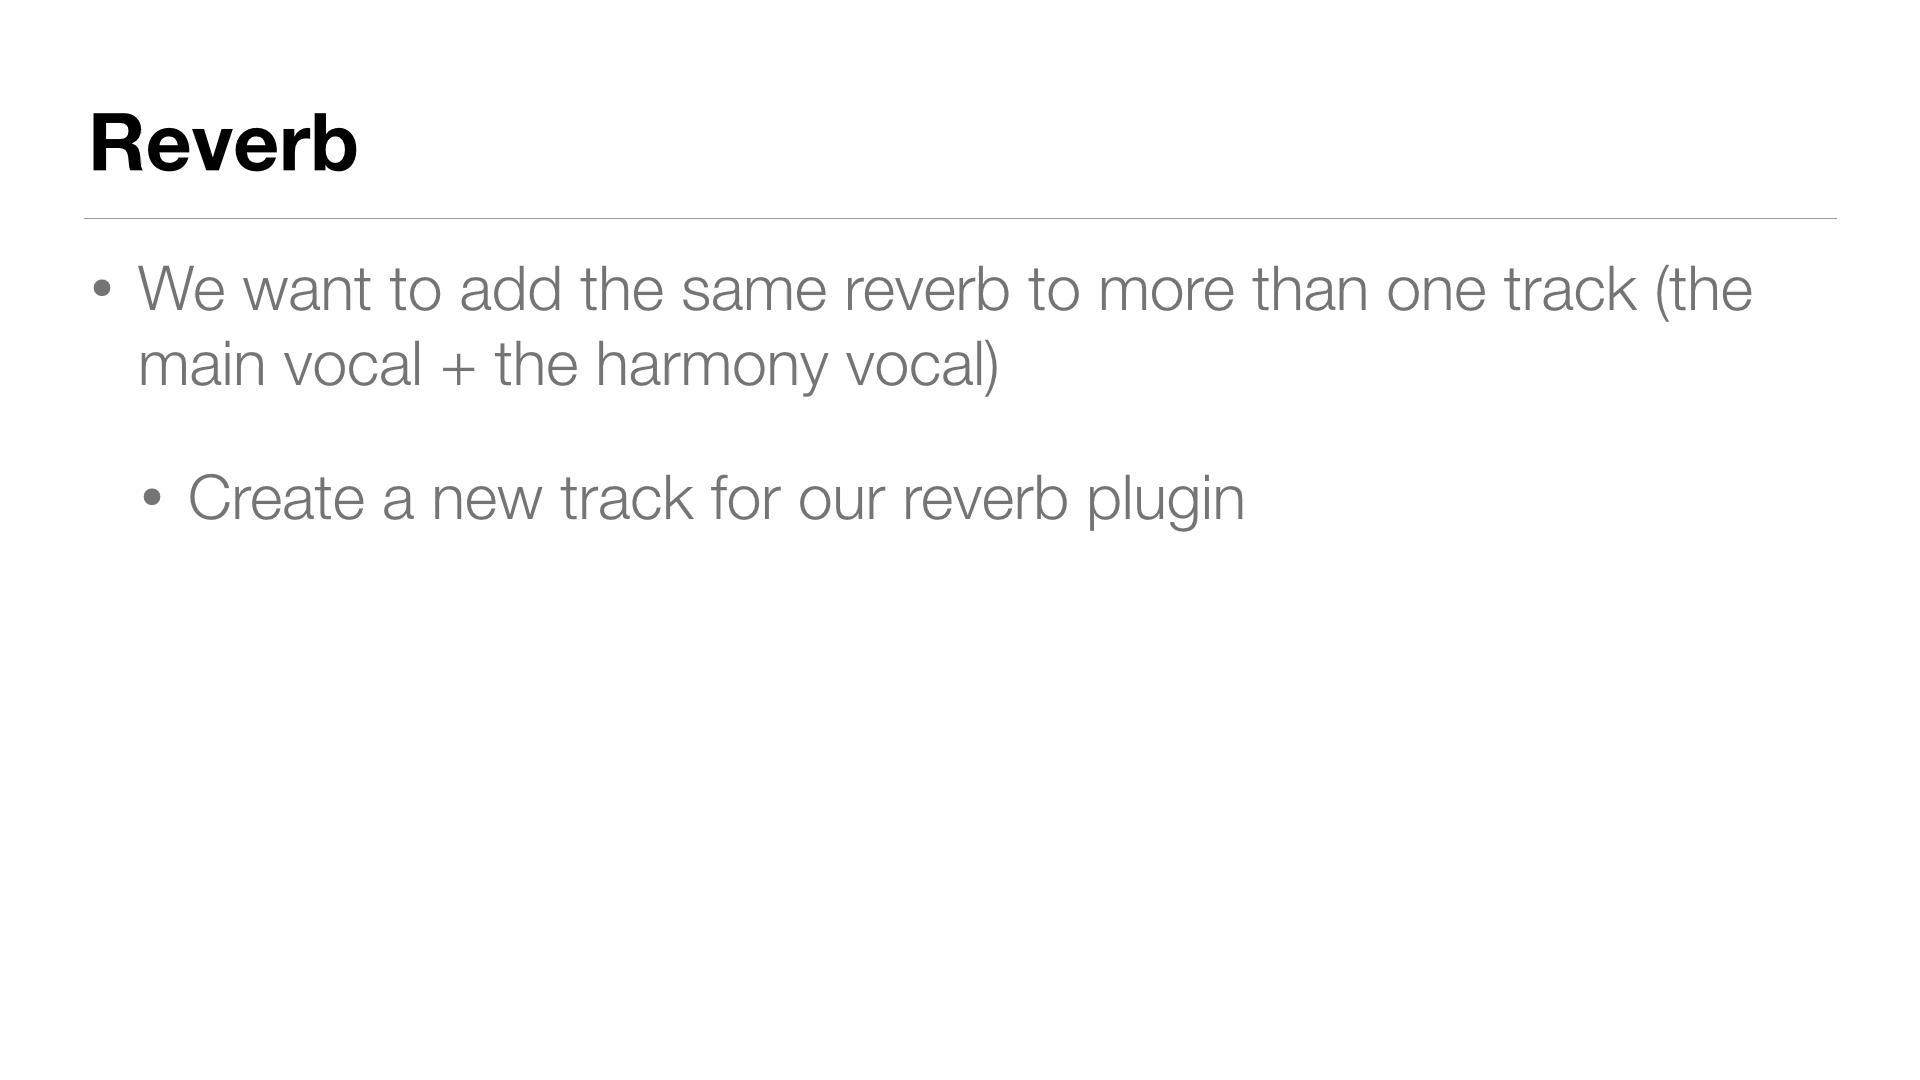 Reverb
• We want to add the same reverb to more than one track (the
main vocal + the harmony vocal)
• Create a new track for our reverb plugin